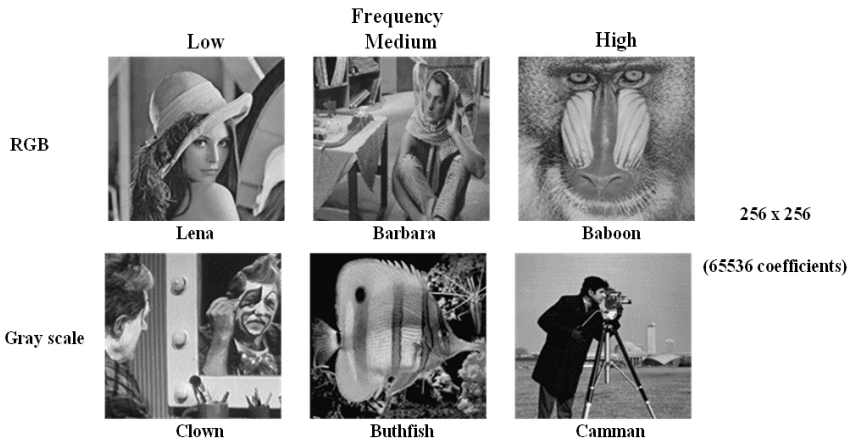 Frequency
Low Medium High
RGB
Lena Barbara Baboon
256 x 256
(65536 coefficients)
Gray scale
Clown Buthfish Camman